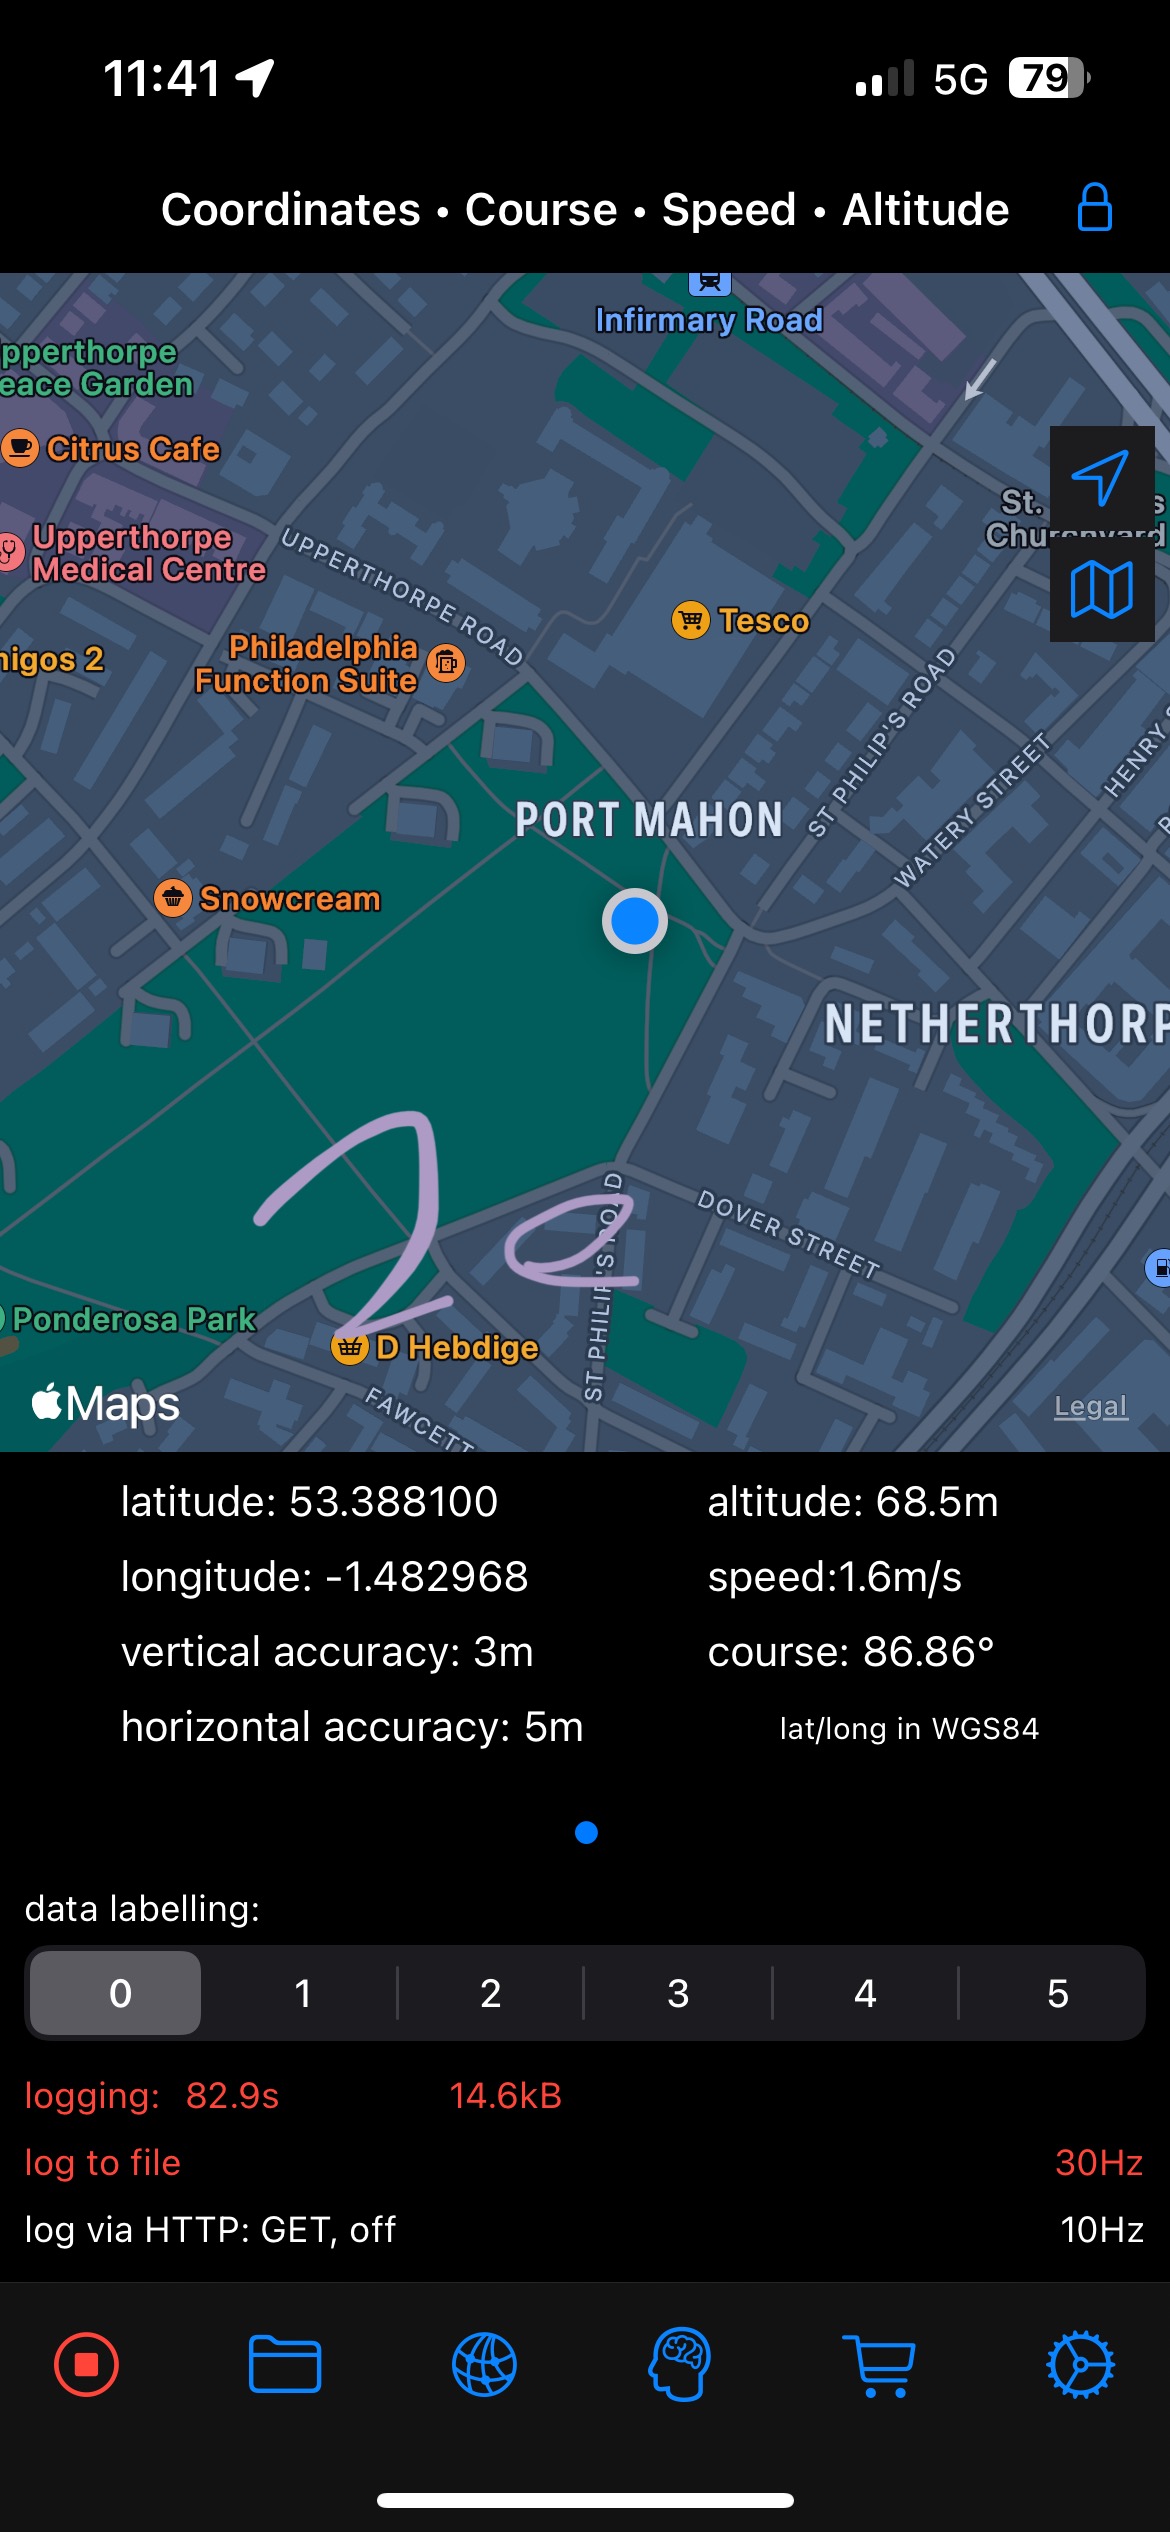 11:41
5G 79
Coordinates • Course • Speed • Altitude
Infirmary Road
pperthorpe
eace Garden
Citrus Cafe
St.
Upperthorpe
Medical Centre
UPPERTHORPE ROAD
Tesco
Philadelphia
Function Suite
igos 2
ST PHILIP'S ROAD
WATERY STREET
HENRY S
PORT MAHON
Snowcream
NETHERTHORP
DOVER STREET
ST PHILIP'S ROAD
Ponderosa Park
D Hebdige
FAWCETT
Maps
Legal
latitude: 53.388100
altitude: 68.5m
longitude: -1.482968
speed:1.6m/s
vertical accuracy: 3m
course: 86.86°
horizontal accuracy: 5m
lat/long in WGS84
data labelling:
0 1 2 3 4 5
logging: 82.9s 14.6kB
log to file 30Hz
log via HTTP: GET, off 10Hz